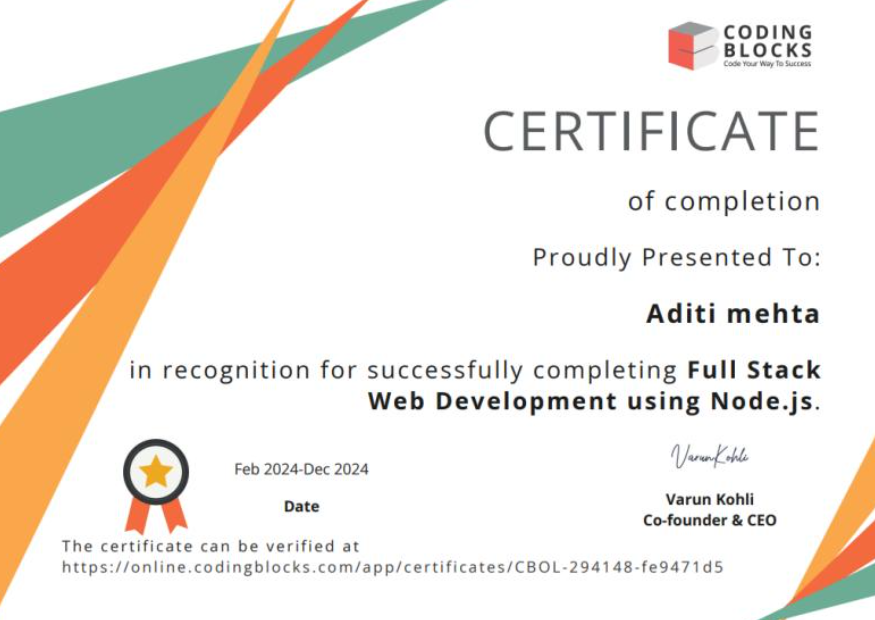 CODING
BLOCKS
Code Your Way To Success
CERTIFICATE
of completion
Proudly Presented To:
Aditi mehta
in recognition for successfully completing Full Stack
Web Development using Node.js.
Feb 2024-Dec 2024
Date
VarunKohli
Varun Kohli
Co-founder & CEO
The certificate can be verified at
https://online.codingblocks.com/app/certificates/CBOL-294148-fe9471d5